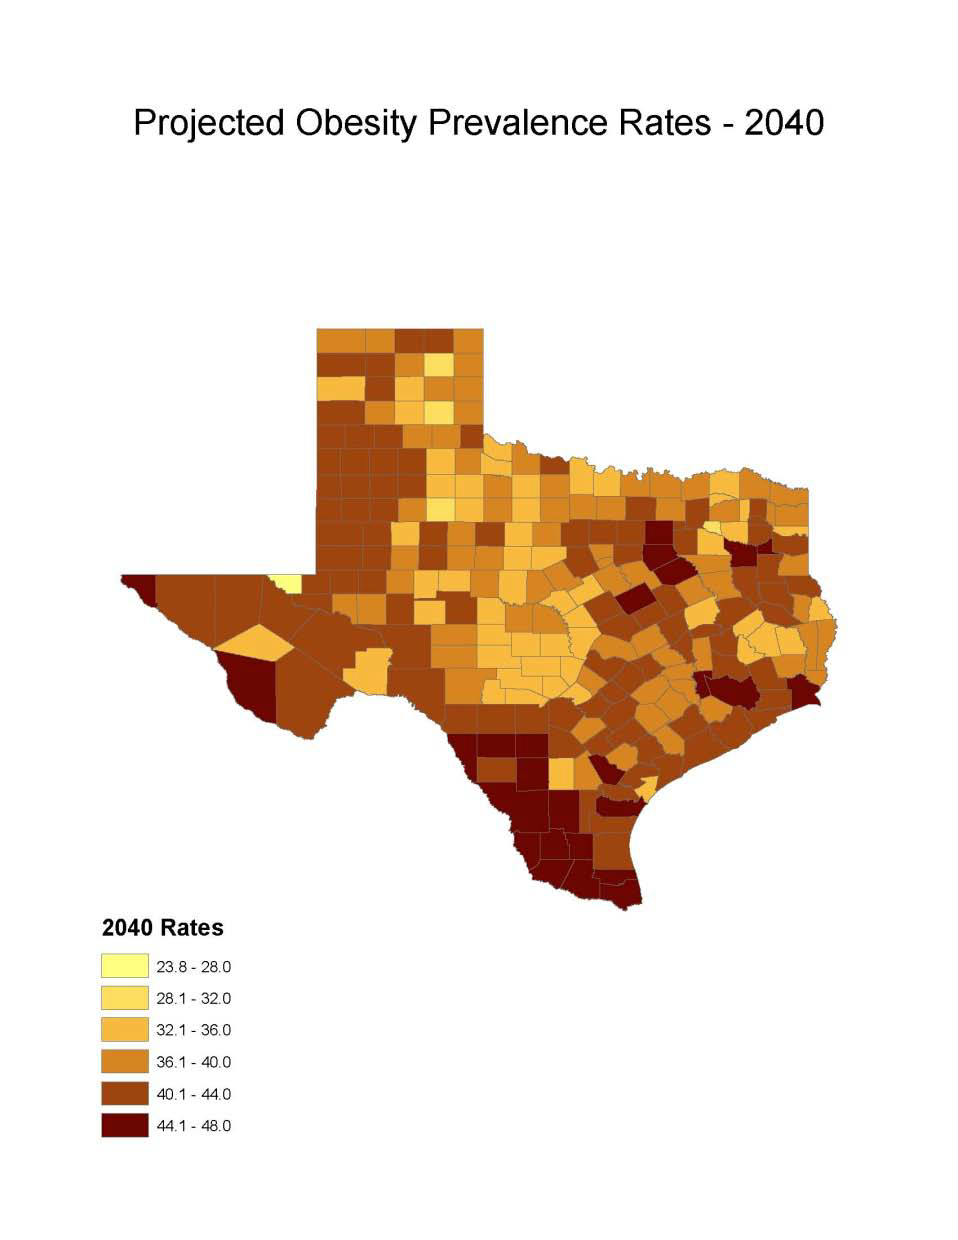 Projected Obesity Prevalence Rates - 2040
2040 Rates
23.8 - 28.0
28.1 - 32.0
32.1 - 36.0
36.1 - 40.0
40.1 - 44.0
44.1 - 48.0